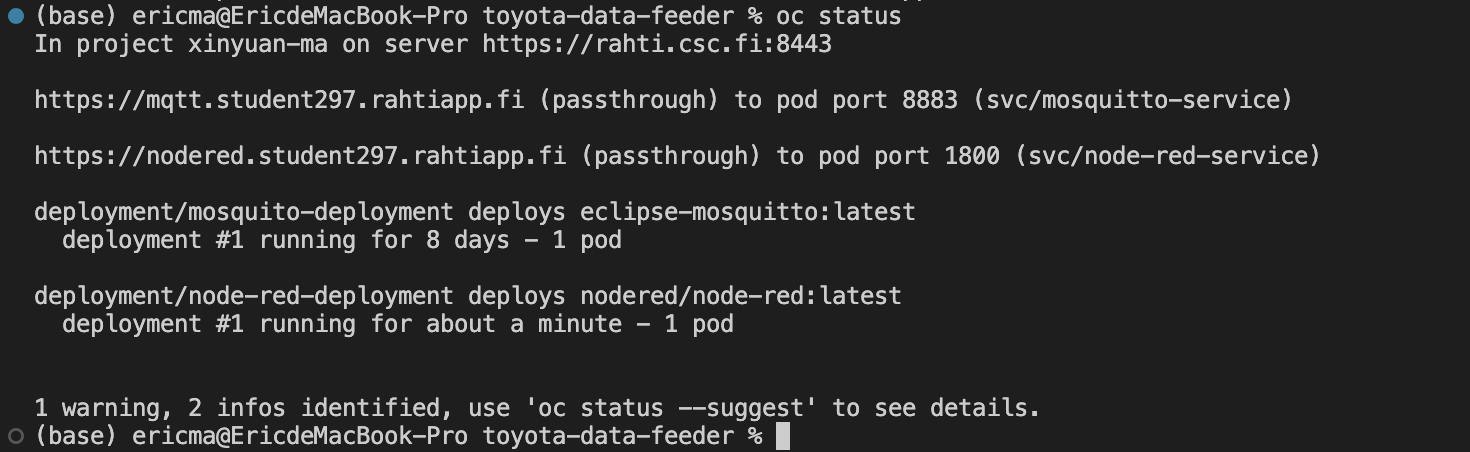 (base) ericma@EricdeMacBook-Pro toyota-data-feeder % oc status
In project xinyuan-ma on server https://rahti.csc.fi:8443
https://mqtt.student297.rahtiapp.fi (passthrough) to pod port 8883 (svc/mosquitto-service)
https://nodered.student297.rahtiapp.fi (passthrough) to pod port 1800 (svc/node-red-service)
deployment/mosquito-deployment deploys eclipse-mosquitto:latest
deployment #1 running for 8 days - 1 pod
deployment/node-red-deployment deploys nodered/node-red:latest
deployment #1 running for about a minute - 1 pod
1 warning, 2 infos identified, use 'oc status --suggest' to see details.
(base) ericma@EricdeMacBook-Pro toyota-data-feeder %